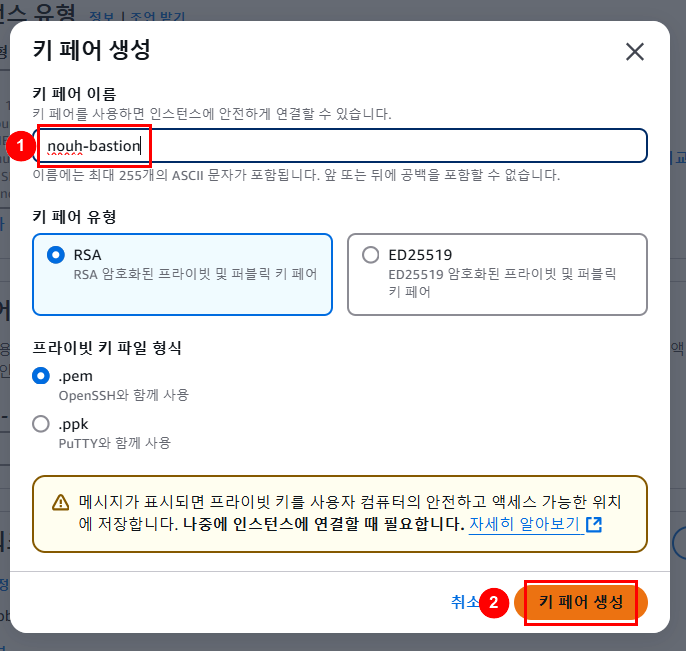 스 유형 정보 | 조언 받기
키 페어 생성
키 페어 이름
키 페어를 사용하면 인스턴스에 안전하게 연결할 수 있습니다.
1
nouh-bastion
이름에는 최대 255개의 ASCII 문자가 포함됩니다. 앞 또는 뒤에 공백을 포함할 수 없습니다.
키 페어 유형
RSA
RSA 암호화된 프라이빗 및 퍼블릭 키 페어
ED25519
ED25519 암호화된 프라이빗 및 퍼블릭
키 페어
프라이빗 키 파일 형식
.pem
OpenSSH와 함께 사용
.ppk
PuTTY와 함께 사용
메시지가 표시되면 프라이빗 키를 사용자 컴퓨터의 안전하고 액세스 가능한 위치
에 저장합니다. 나중에 인스턴스에 연결할 때 필요합니다. 자세히 알아보기
취소
2
키 페어 생성